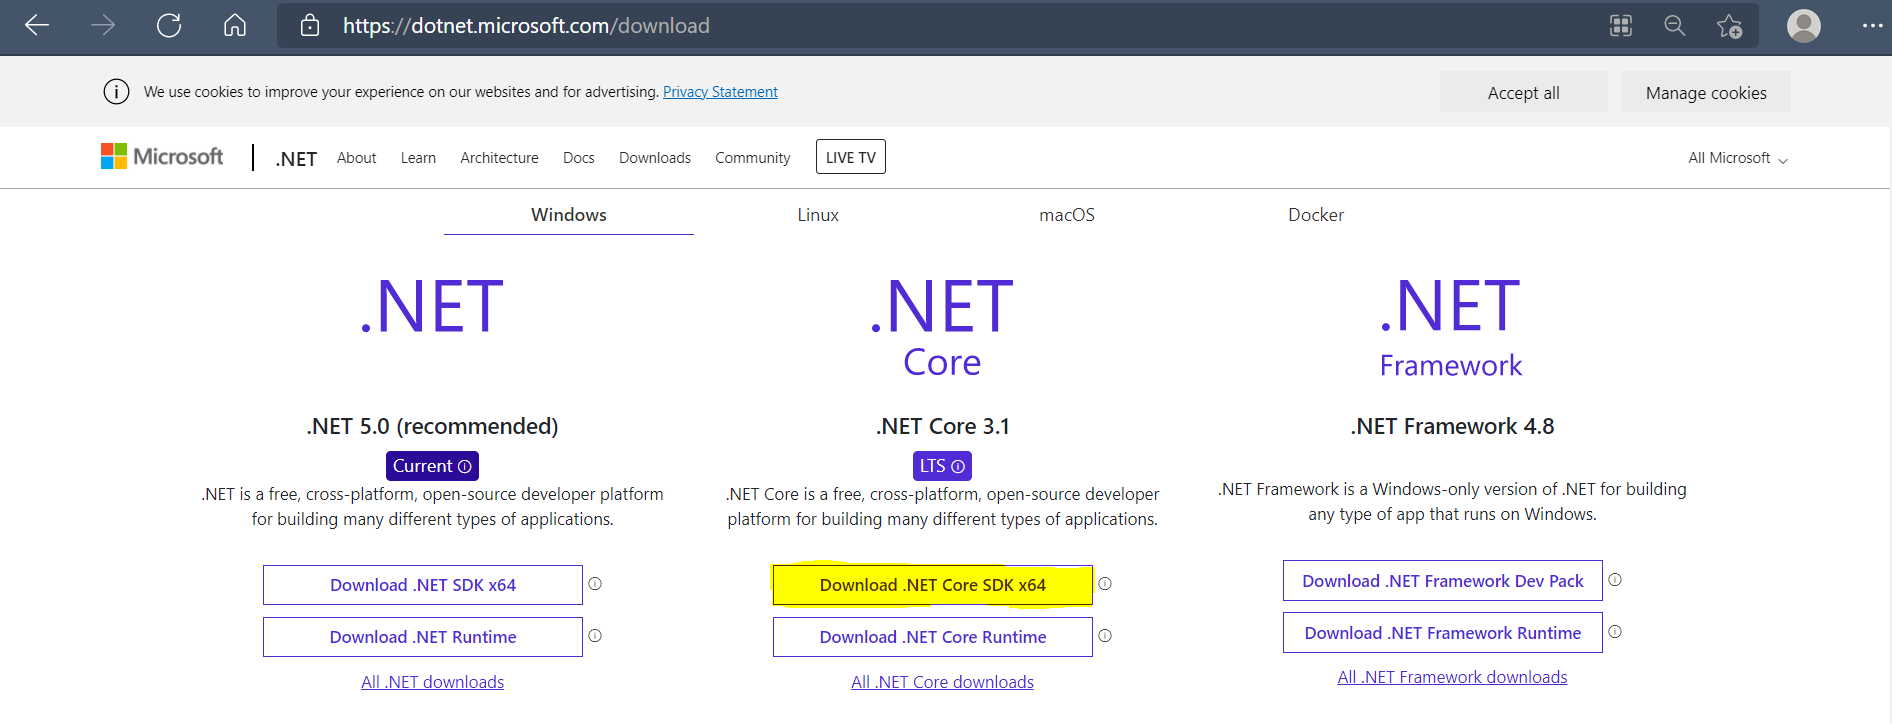 https://dotnet.microsoft.com/download
We use cookies to improve your experience on our websites and for advertising. Privacy Statement
Accept all
Manage cookies
Microsoft
.NET
About
Learn
Architecture
Docs
Downloads
Community
LIVE TV
All Microsoft
Windows
Linux
macOS
Docker
.NET
.NET 5.0 (recommended)
Current
.NET is a free, cross-platform, open-source developer platform
for building many different types of applications.
Download .NET SDK x64
Download .NET Runtime
All .NET downloads
.NET
Core
.NET Core 3.1
LTS
.NET Core is a free, cross-platform, open-source developer
platform for building many different types of applications.
Download .NET Core SDK x64
Download .NET Core Runtime
All .NET Core downloads
.NET
Framework
.NET Framework 4.8
.NET Framework is a Windows-only version of .NET for building
any type of app that runs on Windows.
Download .NET Framework Dev Pack
Download .NET Framework Runtime
All .NET Framework downloads